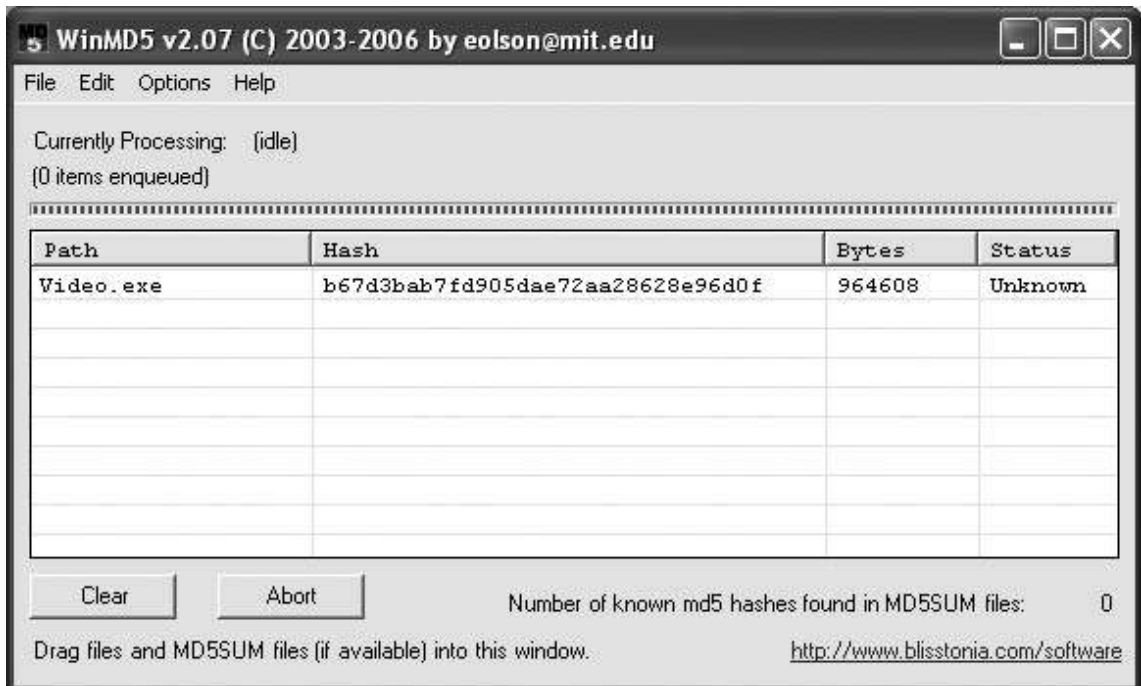 MD5 WinMD5 v2.07 (C) 2003-2006 by eolson@mit.edu
File Edit Options Help
Currently Processing: (idle)
(0 items enqueued)
Path Hash Bytes Status
Video.exe b67d3bab7fd905dae72aa28628e96d0f 964608 Unknown
Clear Abort Number of known md5 hashes found in MD5SUM files: 0
Drag files and MD5SUM files (if available) into this window. http://www.blisstonia.com/software